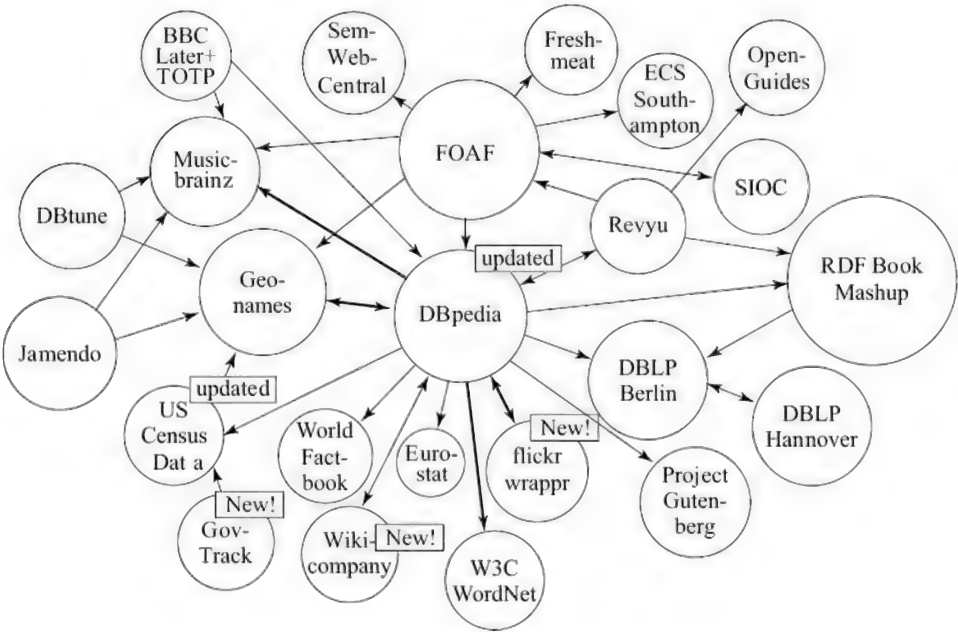 BBC
Later+
TOTP
Sem-
Web-
Central
Fresh-
meat
ECS
South-
ampton
Open-
Guides
Music-
brainz
FOAF
SIOC
DBtune
Revyu
updated
RDF Book
Mashup
Geo-
names
DBpedia
Jamendo
updated
US
Census
Dat a
World
Fact-
book
Euro-
stat
New!
flickr
wrappr
DBLP
Berlin
DBLP
Hannover
Project
Guten-
berg
New!
Gov-
Track
Wiki-
company
New!
W3C
WordNet